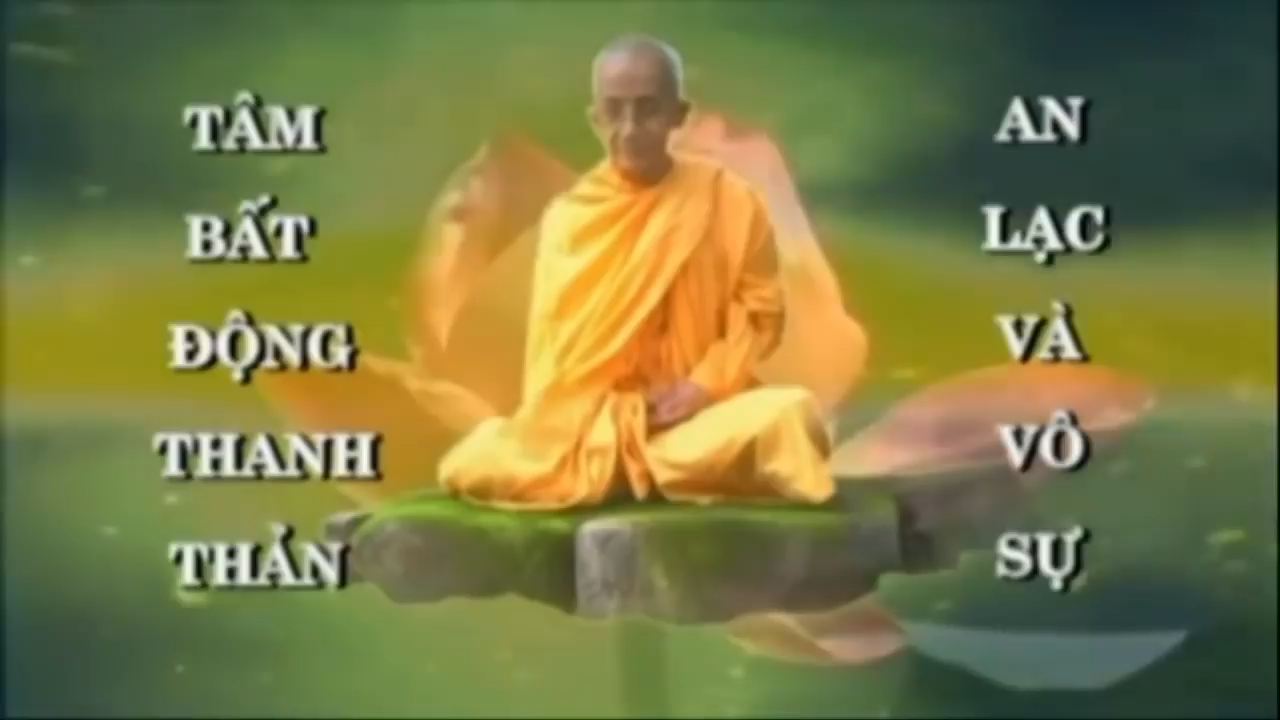 TÂM
BẤT
ĐỘNG
THANH
THẢN
AN
LẠC
VÀ
VÔ
SỰ